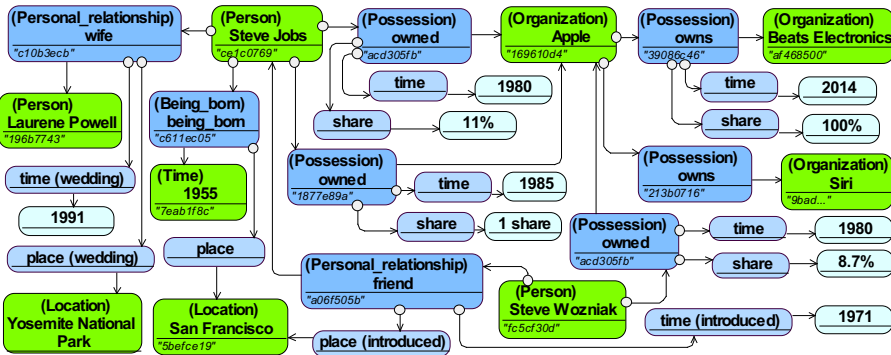 (Personal_relationship)
wife
"c10b3ecb"
(Person)
Steve Jobs
"ce1c0769"
(Possession)
owned
"acd305fb"
(Organization)
Apple
"169610d4"
(Possession)
owns
"39086c46"
(Organization)
Beats Electronics
"af468500"
time
1980
share
11%
time
2014
share
100%
(Person)
Laurene Powell
"196b7743"
(Being_born)
being_born
"c611ec05"
(Possession)
owned
"1877e89a"
time
1985
share
1 share
(Possession)
owns
"213b0716"
(Organization)
Siri
"9bad..."
time (wedding)
1991
(Time)
1955
"7eab1f8c"
place (wedding)
place
(Possession)
owned
"acd305fb"
time
1980
share
8.7%
(Location)
Yosemite National
Park
(Location)
San Francisco
"5befce19"
(Personal_relationship)
friend
"a06f505b"
(Person)
Steve Wozniak
"fc5cf30d"
place (introduced)
time (introduced)
1971